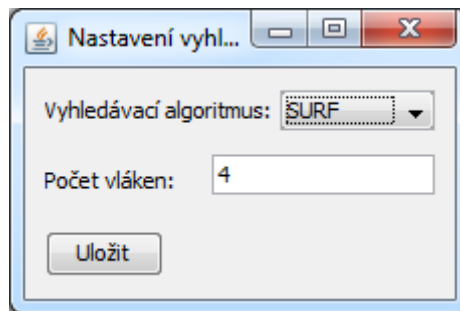 Nastavení vyhl...
Vyhledávací algoritmus: SURF
Počet vláken: 4
Uložit